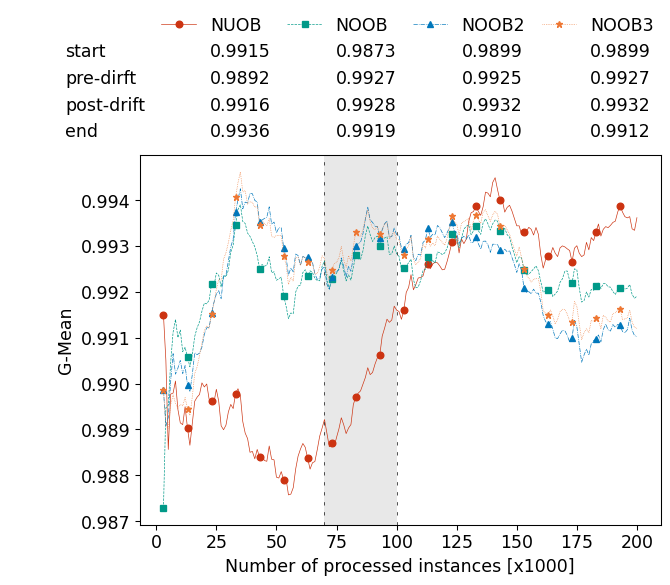 NUOB NOOB NOOB2 NOOB3
start 0.9915 0.9873 0.9899 0.9899
pre-dirft 0.9892 0.9927 0.9925 0.9927
post-drift 0.9916 0.9928 0.9932 0.9932
end 0.9936 0.9919 0.9910 0.9912
0.994
0.993
0.992
0.991
0.990
0.989
0.988
0.987
G-Mean
0 25 50 75 100 125 150 175 200
Number of processed instances [x1000]